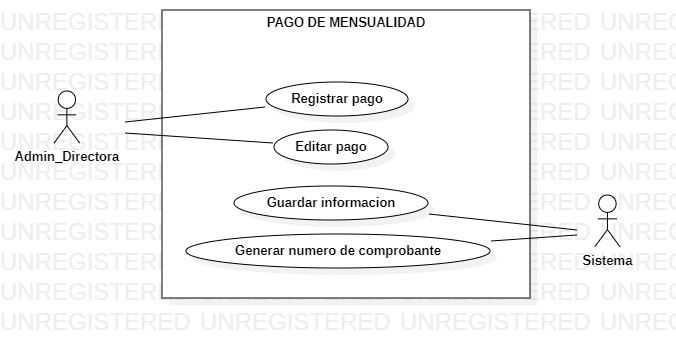 PAGO DE MENSUALIDAD
Registrar pago
Admin_Directora
Editar pago
Guardar informacion
Generar numero de comprobante
Sistema
UNREGISTERED UNREGISTERED UNREGISTERED UNREG